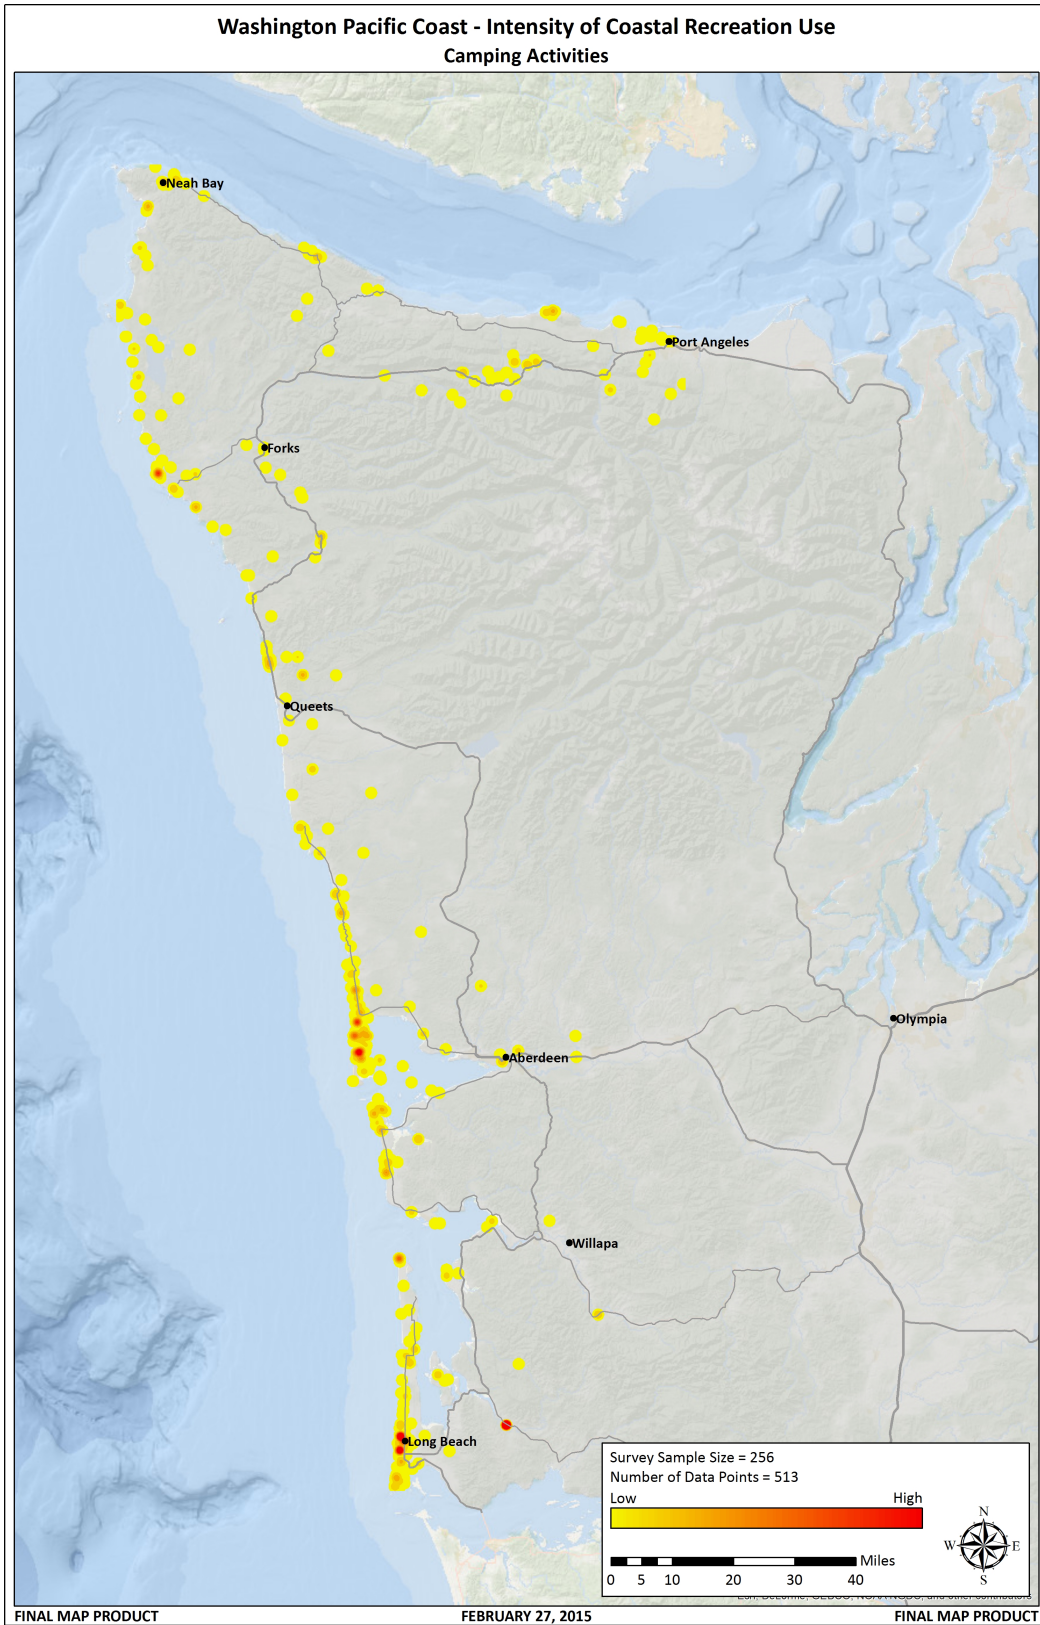 Washington Pacific Coast - Intensity of Coastal Recreation Use
Camping Activities
Neah Bay
Port Angeles
Forks
Queets
Olympia
Aberdeen
Willapa
Long Beach
Survey Sample Size = 256
Number of Data Points = 513
Low High
N
W E
S
Miles
0 5 10 20 30 40
FINAL MAP PRODUCT FEBRUARY 27, 2015 FINAL MAP PRODUCT